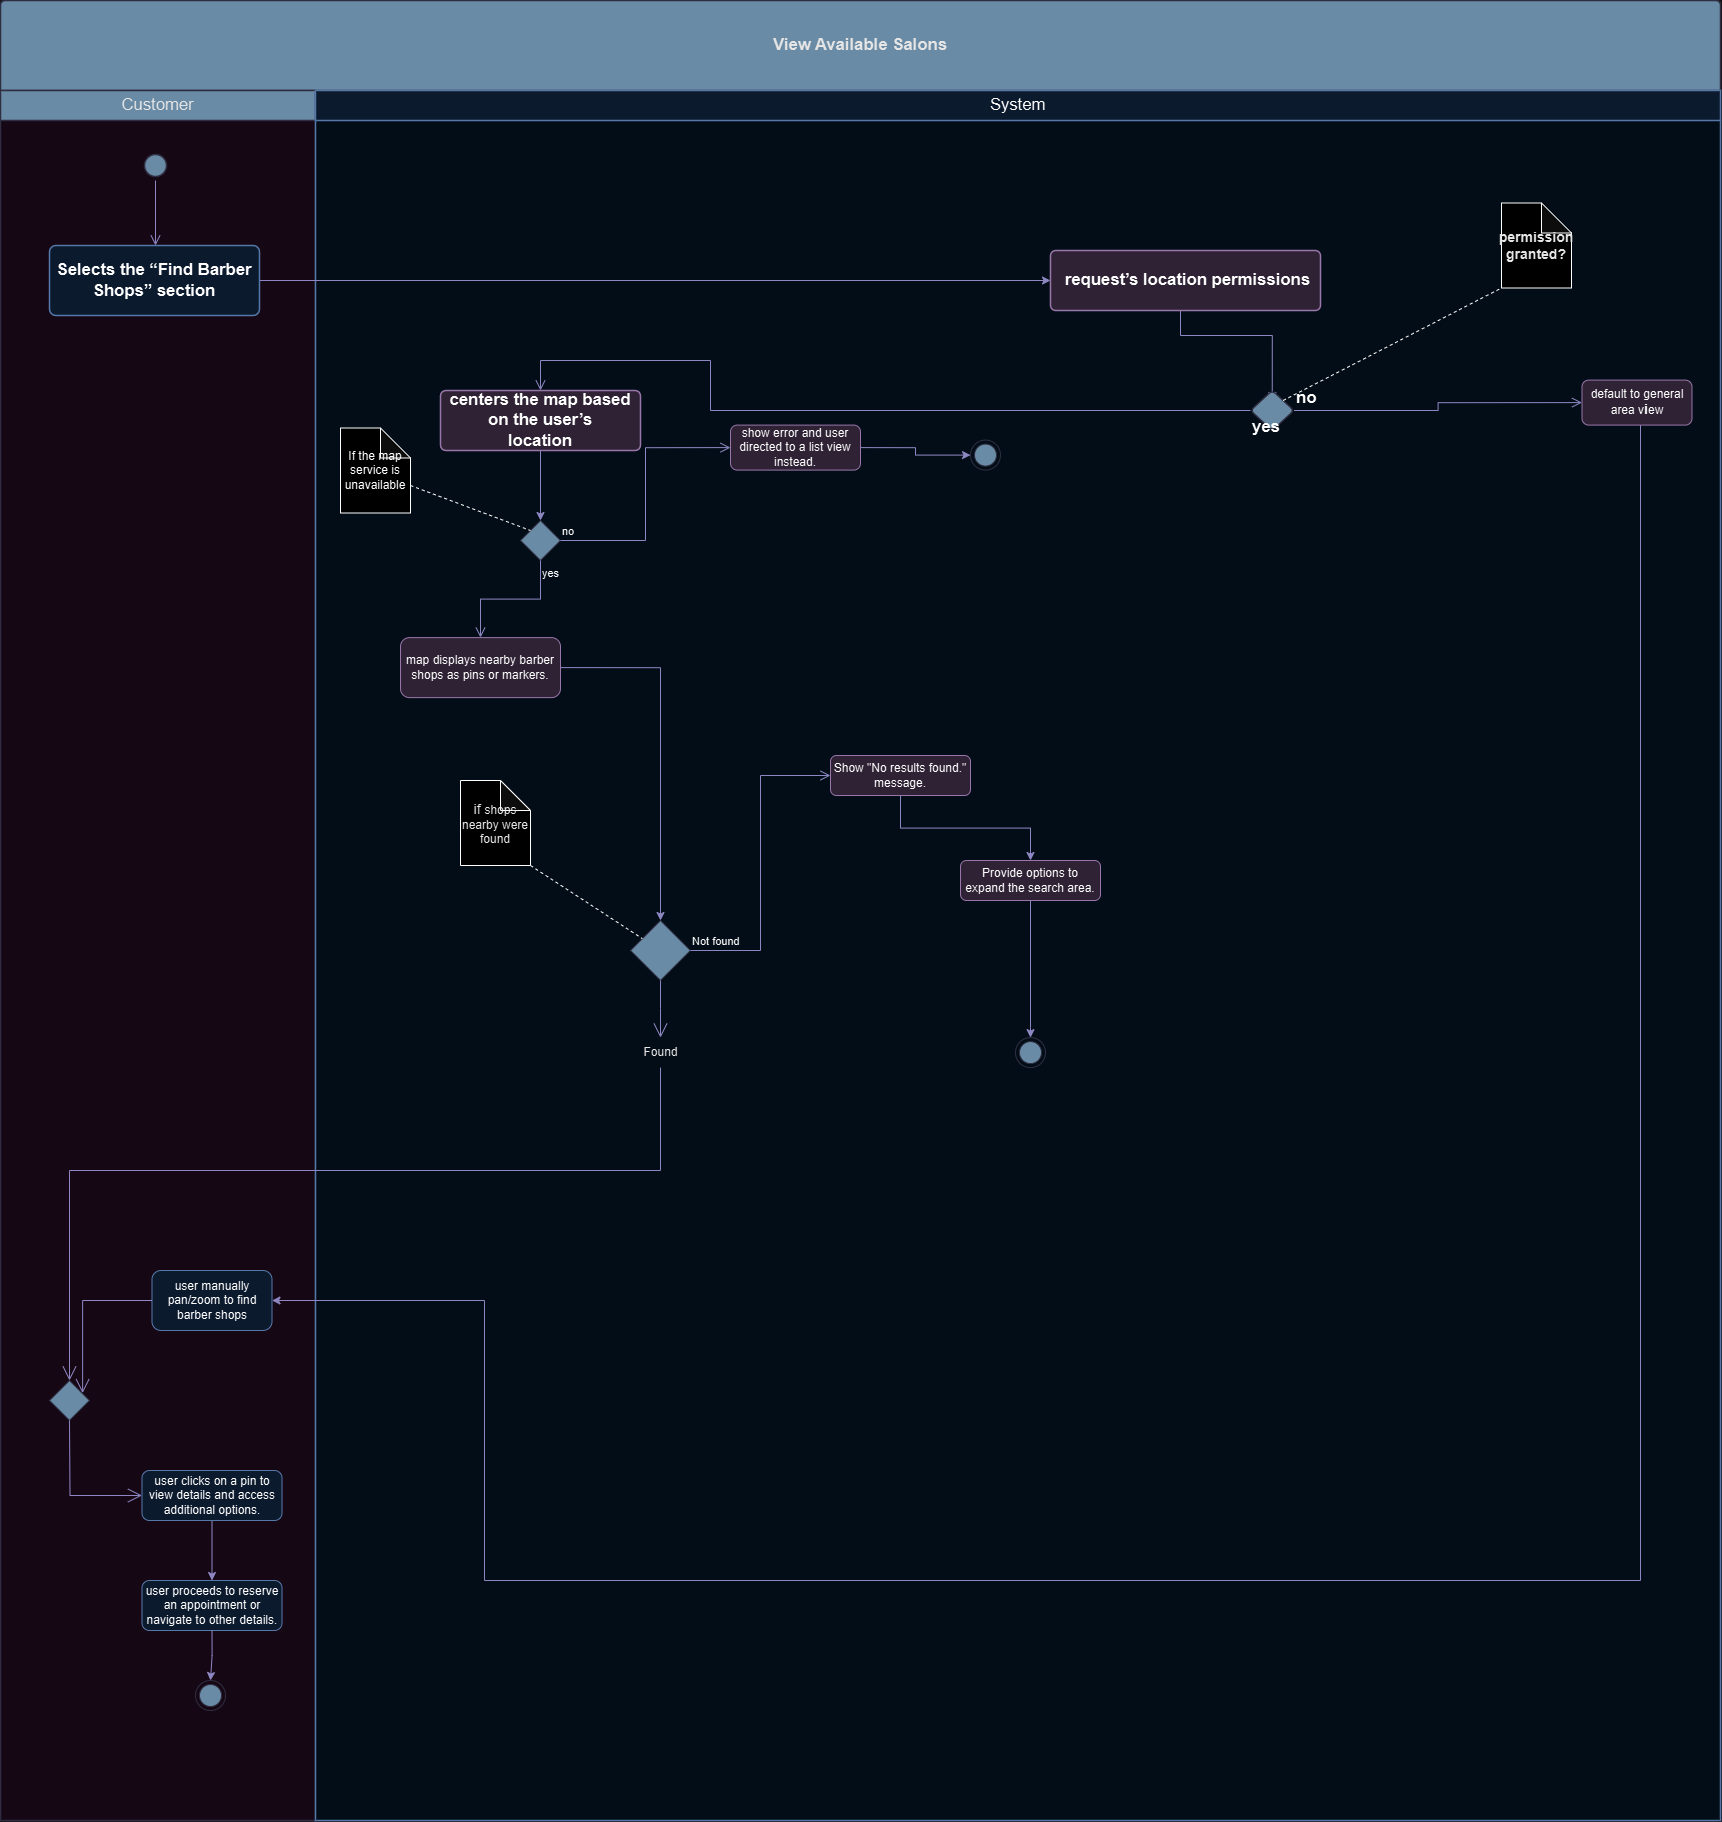 View Available Salons
Customer
System
Selects the “Find Barber
Shops” section
request’s location permissions
permission
granted?
no
yes
default to general
area view
centers the map based
on the user’s
location
If the map
service is
unavailable
show error and user
directed to a list view
instead.
no
yes
map displays nearby barber
shops as pins or markers.
if shops
nearby were
found
Show "No results found."
message.
Provide options to
expand the search area.
Not found
Found
user manually
pan/zoom to find
barber shops
user clicks on a pin to
view details and access
additional options.
user proceeds to reserve
an appointment or
navigate to other details.